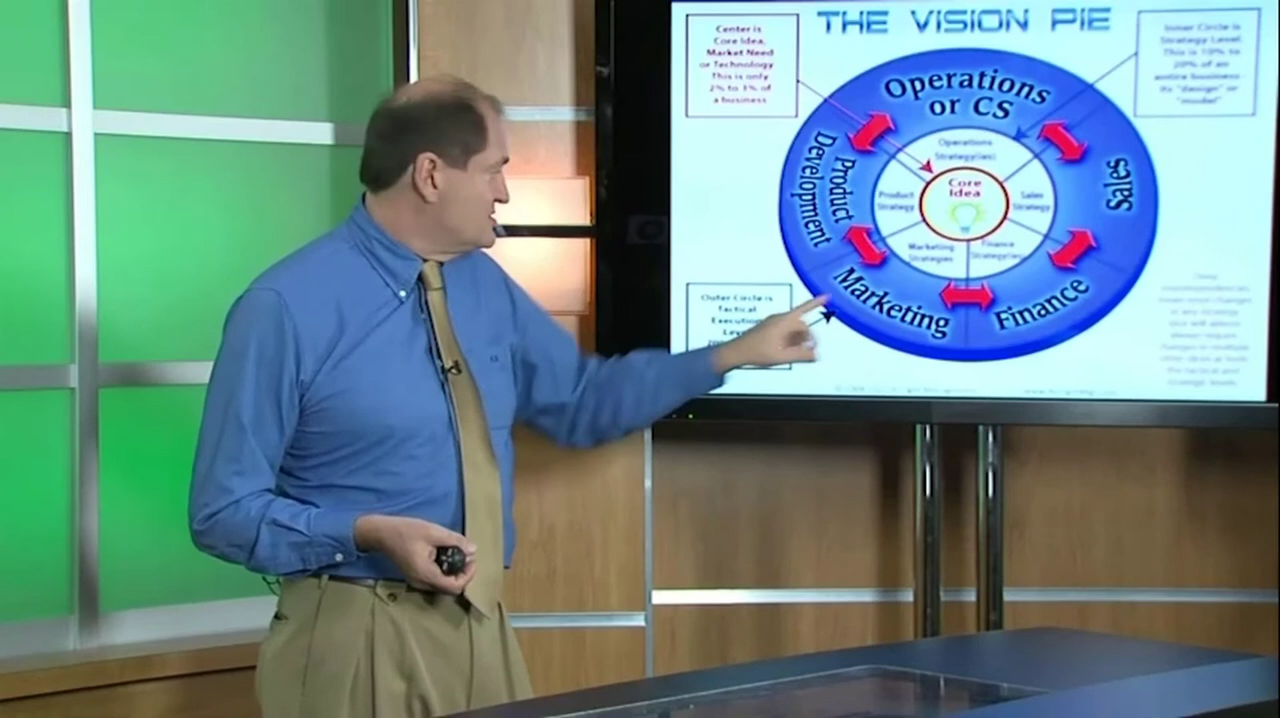 THE VISION PIE
Center is
Core Idea,
Market Need
or Technology
This is only
2% to 3% of
a business
Inner Circle is
Strategy Level.
This is 10% to
20% of an
entire business-
its "design" or
"model"
Operations
or CS
Product
Development
Sales
Marketing
Finance
Operations
Strategy(ies)
Product
Strategy
Core
Idea
Sales
Strategy
Marketing
Strategies
Finance
Strategy(ies)
Outer Circle is
Tactical
Execution